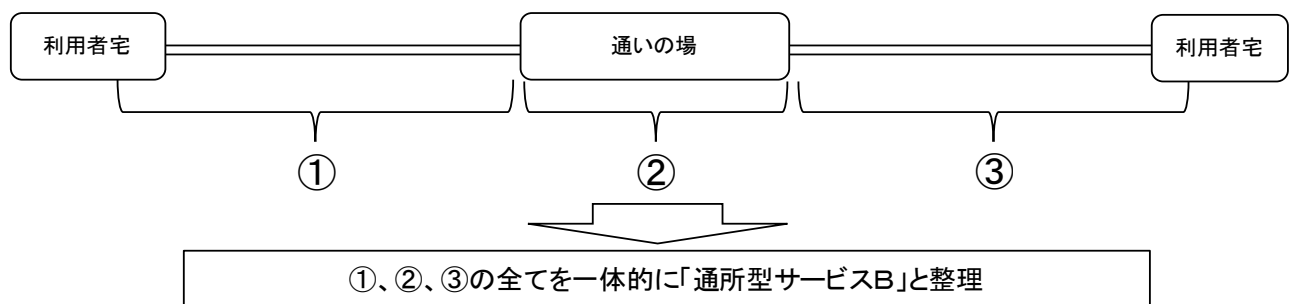 利用者宅
通いの場
利用者宅
①
②
③
①、②、③の全てを一体的に「通所型サービスB」と整理